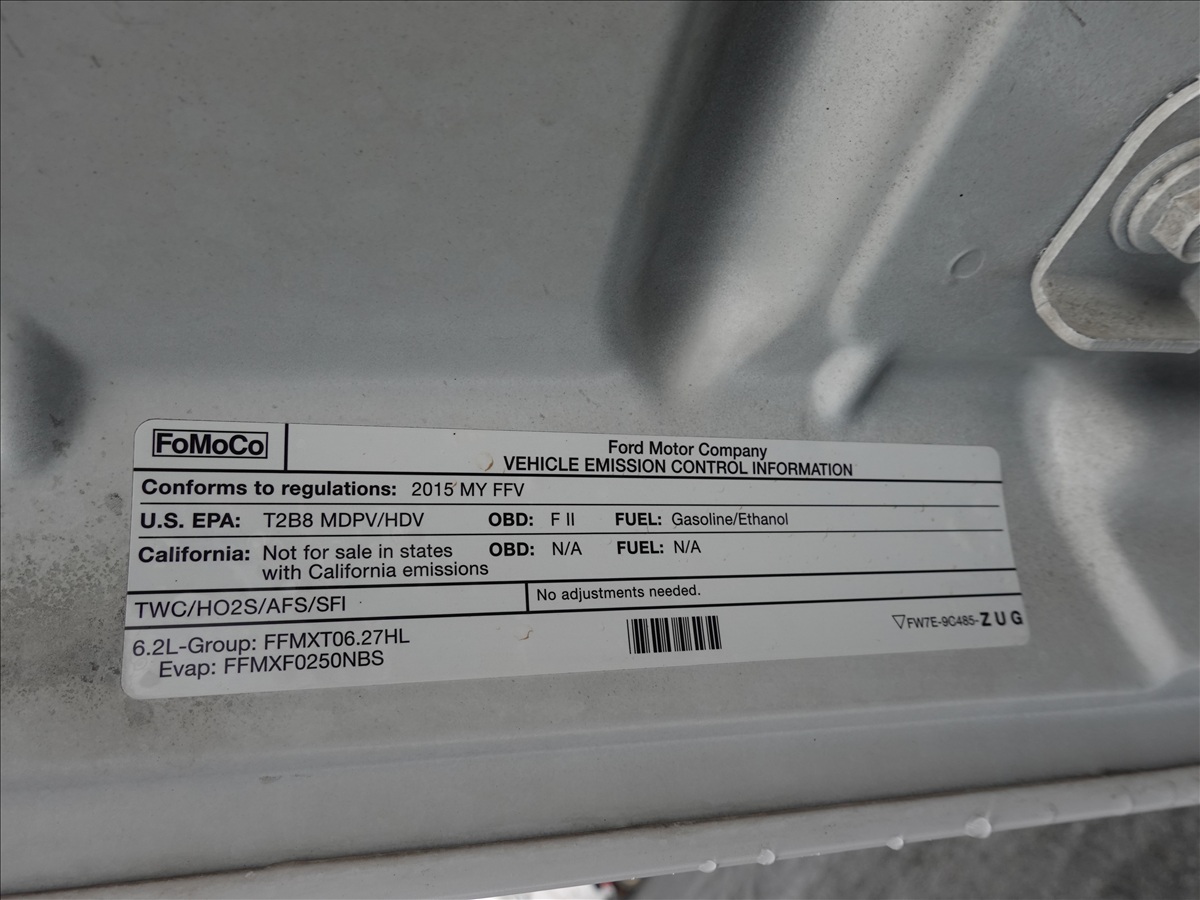 FoMoCo
Ford Motor Company
VEHICLE EMISSION CONTROL INFORMATION
Conforms to regulations: 2015 MY FFV
U.S. EPA: T2B8 MDPV/HDV OBD: F II FUEL: Gasoline/Ethanol
California: Not for sale in states OBD: N/A FUEL: N/A
with California emissions
TWC/HO2S/AFS/SFI
No adjustments needed.
6.2L-Group: FFMXT06.27HL
Evap: FFMXF0250NBS
▽FW7E-9C485-ZUG